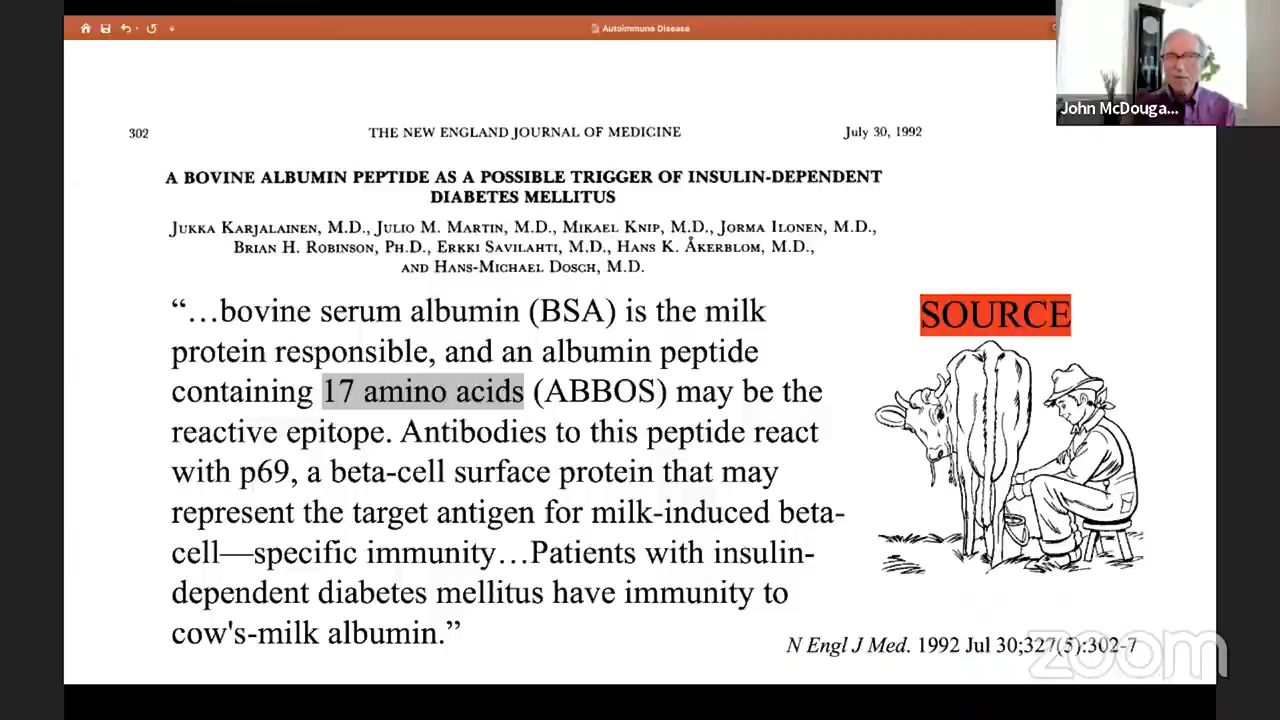 Autoimmune Disease
John McDouga...
302 THE NEW ENGLAND JOURNAL OF MEDICINE July 30, 1992
A BOVINE ALBUMIN PEPTIDE AS A POSSIBLE TRIGGER OF INSULIN-DEPENDENT
DIABETES MELLITUS
JUKKA KARJALAINEN, M.D., JULIO M. MARTIN, M.D., MIKAEL KNIP, M.D., JORMA ILONEN, M.D.,
BRIAN H. ROBINSON, PH.D., ERKKI SAVILAHTI, M.D., HANS K. ÅKERBLOM, M.D.,
AND HANS-MICHAEL DOSCH, M.D.
“…bovine serum albumin (BSA) is the milk
protein responsible, and an albumin peptide
containing 17 amino acids (ABBOS) may be the
reactive epitope. Antibodies to this peptide react
with p69, a beta-cell surface protein that may
represent the target antigen for milk-induced beta-
cell—specific immunity…Patients with insulin-
dependent diabetes mellitus have immunity to
cow's-milk albumin.”
SOURCE
N Engl J Med. 1992 Jul 30;327(5):302-7
zoom